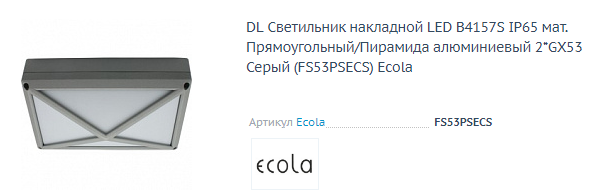 DL Светильник накладной LED B4157S IP65 мат.
Прямоугольный/Пирамида алюминиевый 2*GX53
Серый (FS53PSECS) Ecola
Артикул Ecola FS53PSECS
ecola